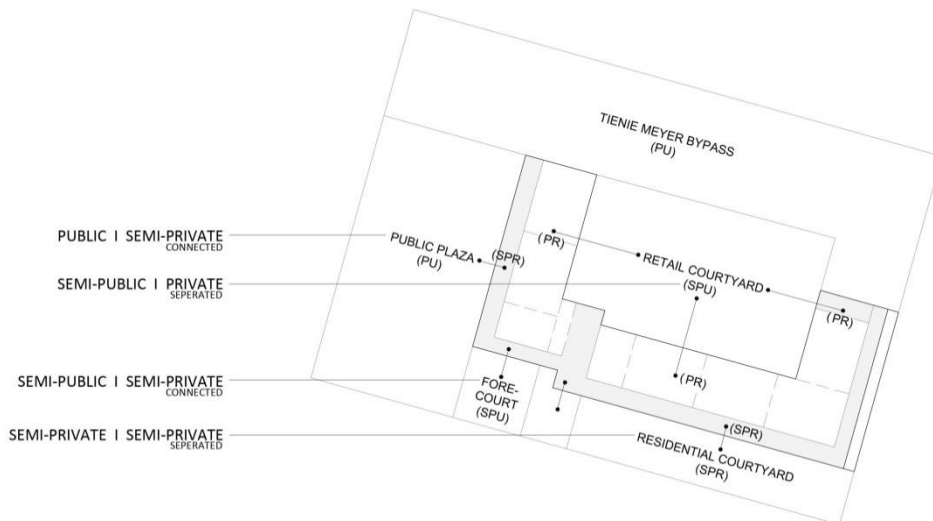 TIENIE MEYER BYPASS
(PU)
PUBLIC I SEMI-PRIVATE
CONNECTED
PUBLIC PLAZA
(PU)
(SPR)
(PR)
RETAIL COURTYARD
(SPU)
(PR)
SEMI-PUBLIC I PRIVATE
SEPERATED
SEMI-PUBLIC I SEMI-PRIVATE
CONNECTED
FORE-
COURT
(SPU)
(PR)
SEMI-PRIVATE I SEMI-PRIVATE
SEPERATED
(SPR)
RESIDENTIAL COURTYARD
(SPR)